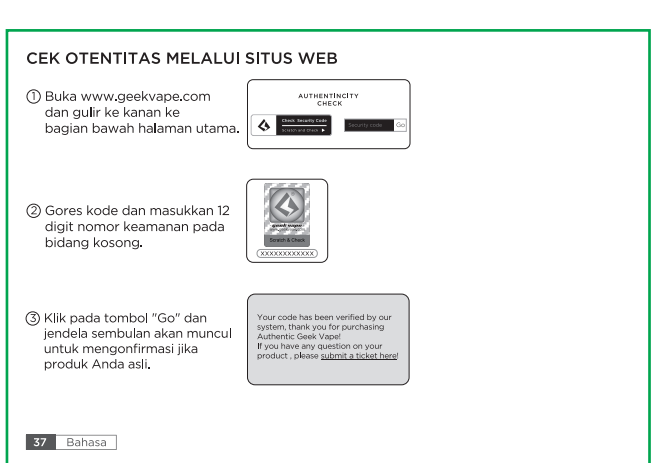 CEK OTENTITAS MELALUI SITUS WEB
① Buka www.geekvape.com
dan gulir ke kanan ke
bagian bawah halaman utama.
AUTHENTINCITY
CHECK
Check Security Code
Scratch and Check ▶
Security code Go
② Gores kode dan masukkan 12
digit nomor keamanan pada
bidang kosong.
geek vape
Scratch & Check
XXXXXXXXXXXX
③ Klik pada tombol "Go" dan
jendela sembulan akan muncul
untuk mengonfirmasi jika
produk Anda asli.
Your code has been verified by our
system, thank you for purchasing
Authentic Geek Vape!
If you have any question on your
product , please submit a ticket here!
37 Bahasa